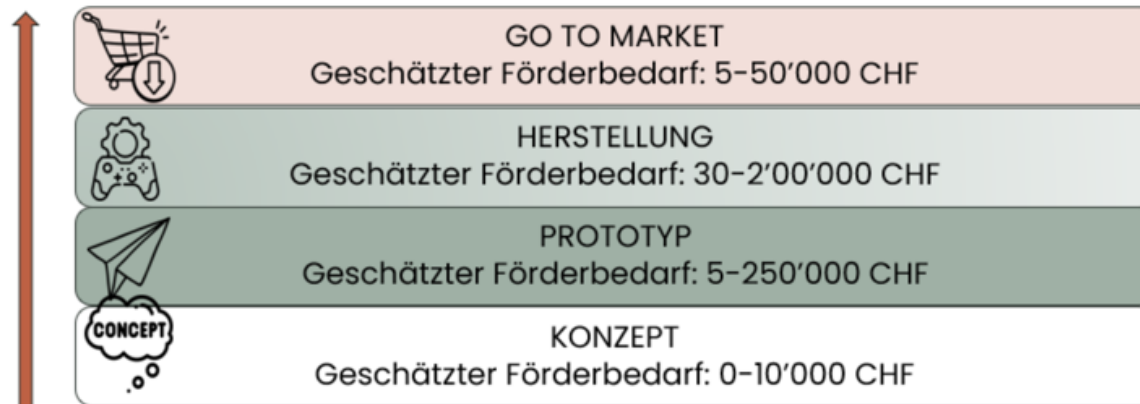 GO TO MARKET
Geschätzter Förderbedarf: 5-50’000 CHF
HERSTELLUNG
Geschätzter Förderbedarf: 30-2’00’000 CHF
PROTOTYP
Geschätzter Förderbedarf: 5-250’000 CHF
CONCEPT
KONZEPT
Geschätzter Förderbedarf: 0-10’000 CHF